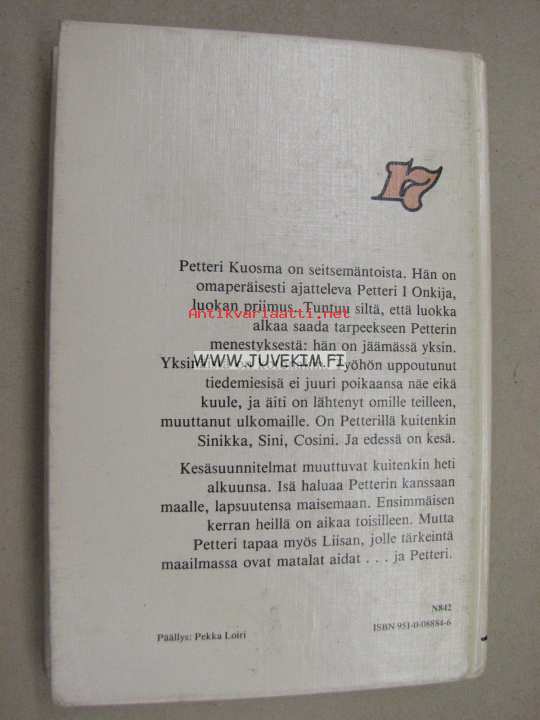 17
Petteri Kuosma on seitsemäntoista. Hän on
omaperäisesti ajatteleva Petteri I Onkija,
luokan priimus. Tuntuu siltä, että luokka
Antikvariaatti.net
alkaa saada tarpeekseen Petterin
menestyksestä: hän on jäämässä yksin.
WWW.JUVEKIM.FI
työhön uppoutunut
tiedemiesisä ei juuri poikaansa näe eikä
kuule, ja äiti on lähtenyt omille teilleen,
muuttanut ulkomaille. On Petterillä kuitenkin
Sinikka, Sini, Cosini. Ja edessä on kesä.
Kesäsuunnitelmat muuttuvat kuitenkin heti
alkuunsa. Isä haluaa Petterin kanssaan
maalle, lapsuutensa maisemaan. Ensimmäisen
kerran heillä on aikaa toisilleen. Mutta
Petteri tapaa myös Liisan, jolle tärkeintä
maailmassa ovat matalat aidat . . . ja Petteri.
N842
ISBN 951-0-08884-6
Päällys: Pekka Loiri